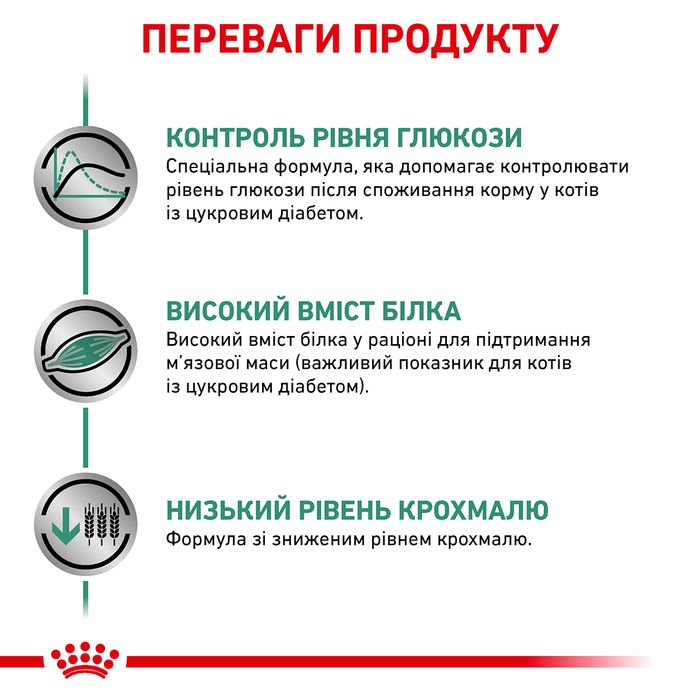 ПЕРЕВАГИ ПРОДУКТУ
КОНТРОЛЬ РІВНЯ ГЛЮКОЗИ
Спеціальна формула, яка допомагає контролювати
рівень глюкози після споживання корму у котів
із цукровим діабетом.
ВИСОКИЙ ВМІСТ БІЛКА
Високий вміст білка у раціоні для підтримання
м’язової маси (важливий показник для котів
із цукровим діабетом).
НИЗЬКИЙ РІВЕНЬ КРОХМАЛЮ
Формула зі зниженим рівнем крохмалю.